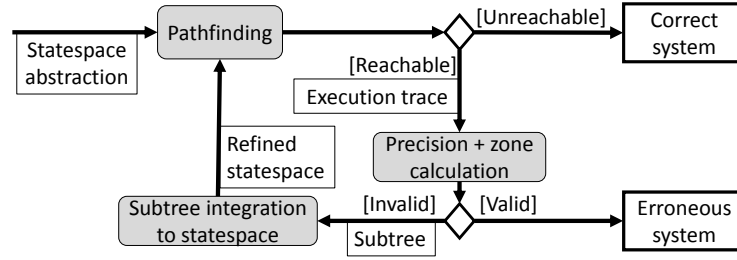 Statespace
abstraction
Pathfinding
[Unreachable]
Correct
system
[Reachable]
Execution trace
Precision + zone
calculation
Refined
statespace
Subtree integration
to statespace
[Invalid]
Subtree
[Valid]
Erroneous
system